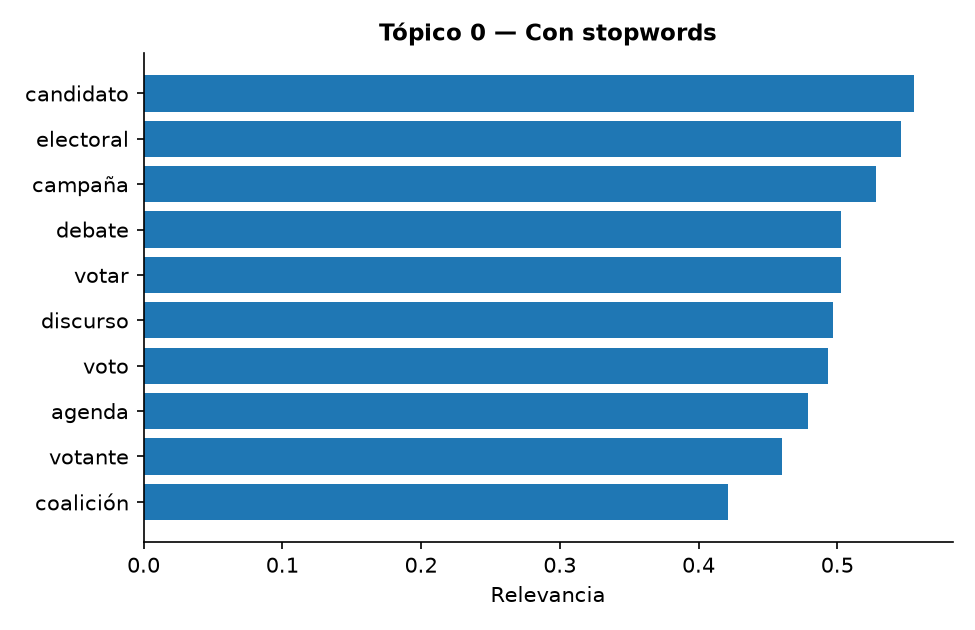 Tópico 0 — Con stopwords
candidato
electoral
campaña
debate
votar
discurso
voto
agenda
votante
coalición
0.0 0.1 0.2 0.3 0.4 0.5
Relevancia